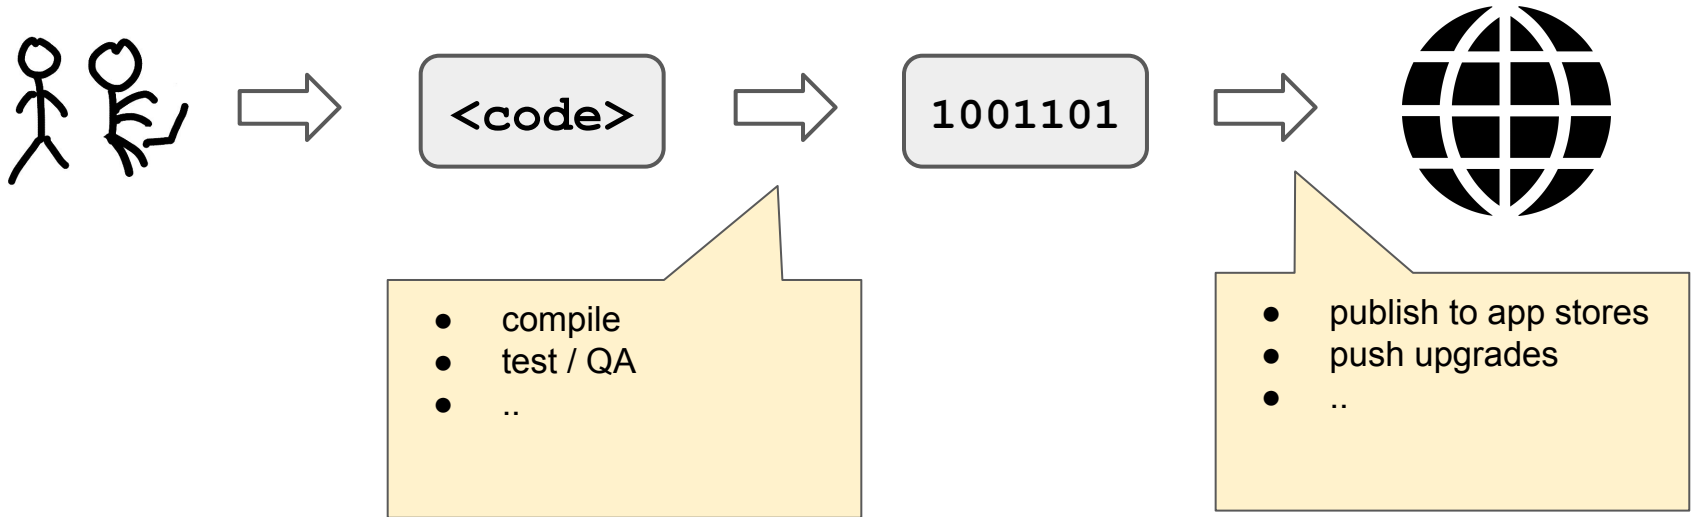 <code>
1001101
● compile
● test / QA
● ..
● publish to app stores
● push upgrades
● ..